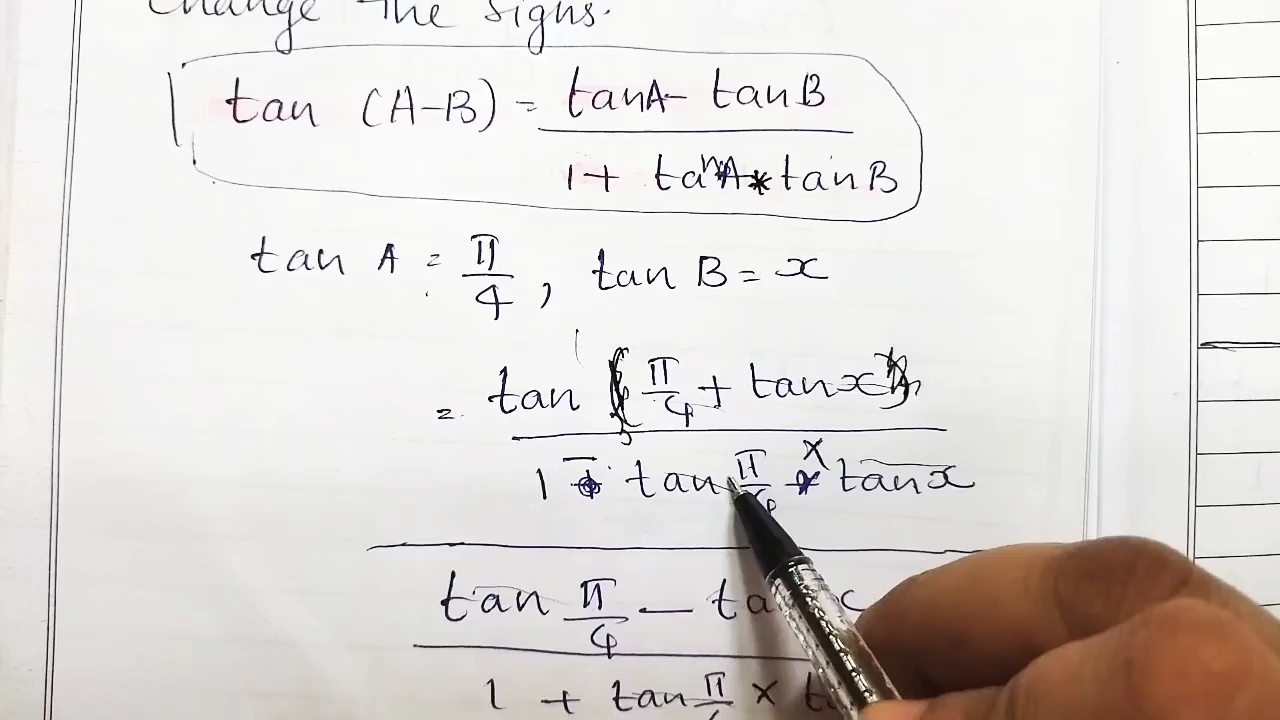 Change the signs.
tan (A-B) = tanA- tanB
1+ tanA * tanB
tan A = π/4 , tan B = x
= tan π/4 + tan x
1 - tan π/4 × tan x
tan π/4 —
1 + tan π/4 ×